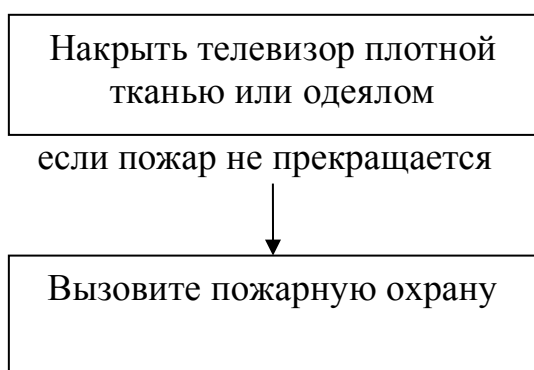 Накрыть телевизор плотной
тканью или одеялом
если пожар не прекращается
Вызовите пожарную охрану